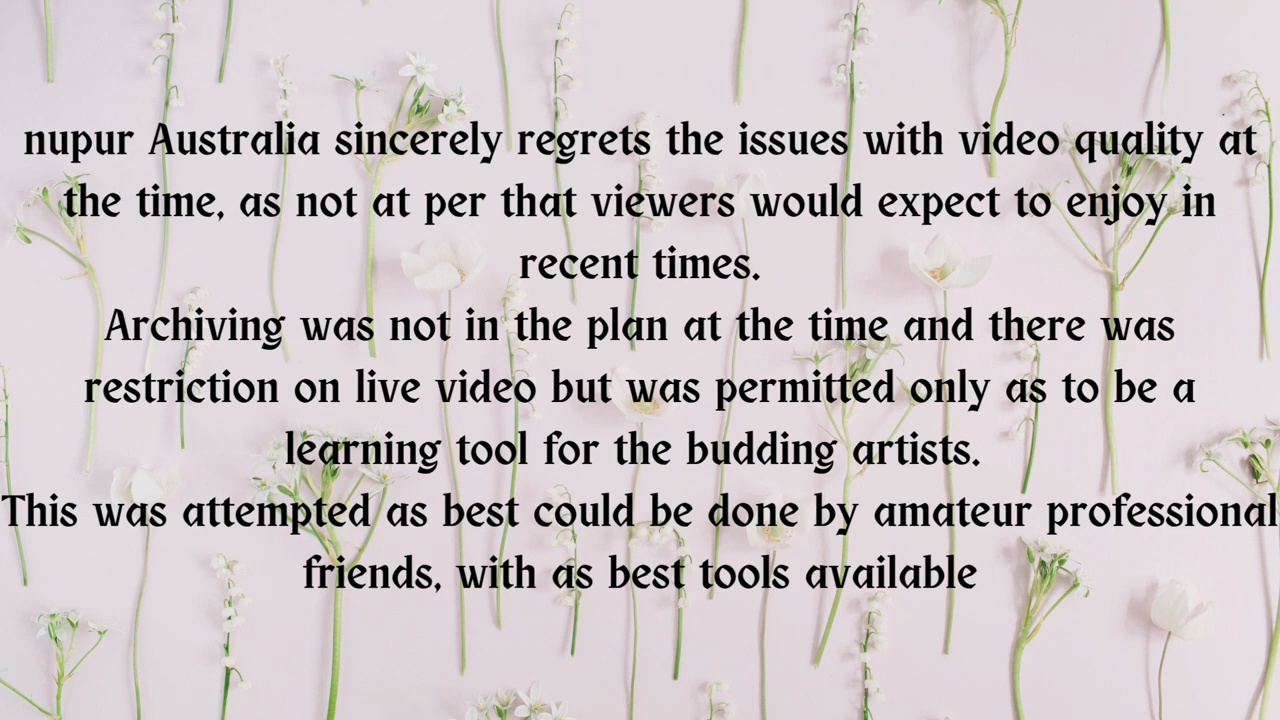 nupur Australia sincerely regrets the issues with video quality at
the time, as not at per that viewers would expect to enjoy in
recent times.
Archiving was not in the plan at the time and there was
restriction on live video but was permitted only as to be a
learning tool for the budding artists.
This was attempted as best could be done by amateur professional
friends, with as best tools available